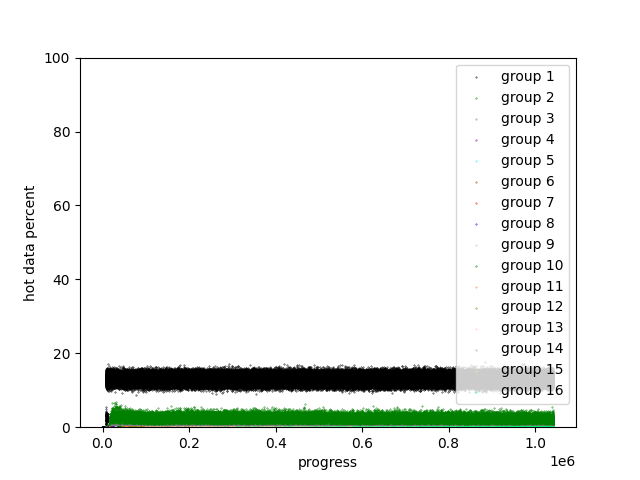 100
80
60
40
20
0
hot data percent
0.0 0.2 0.4 0.6 0.8 1.0
1e6
progress
group 1
group 2
group 3
group 4
group 5
group 6
group 7
group 8
group 9
group 10
group 11
group 12
group 13
group 14
group 15
group 16